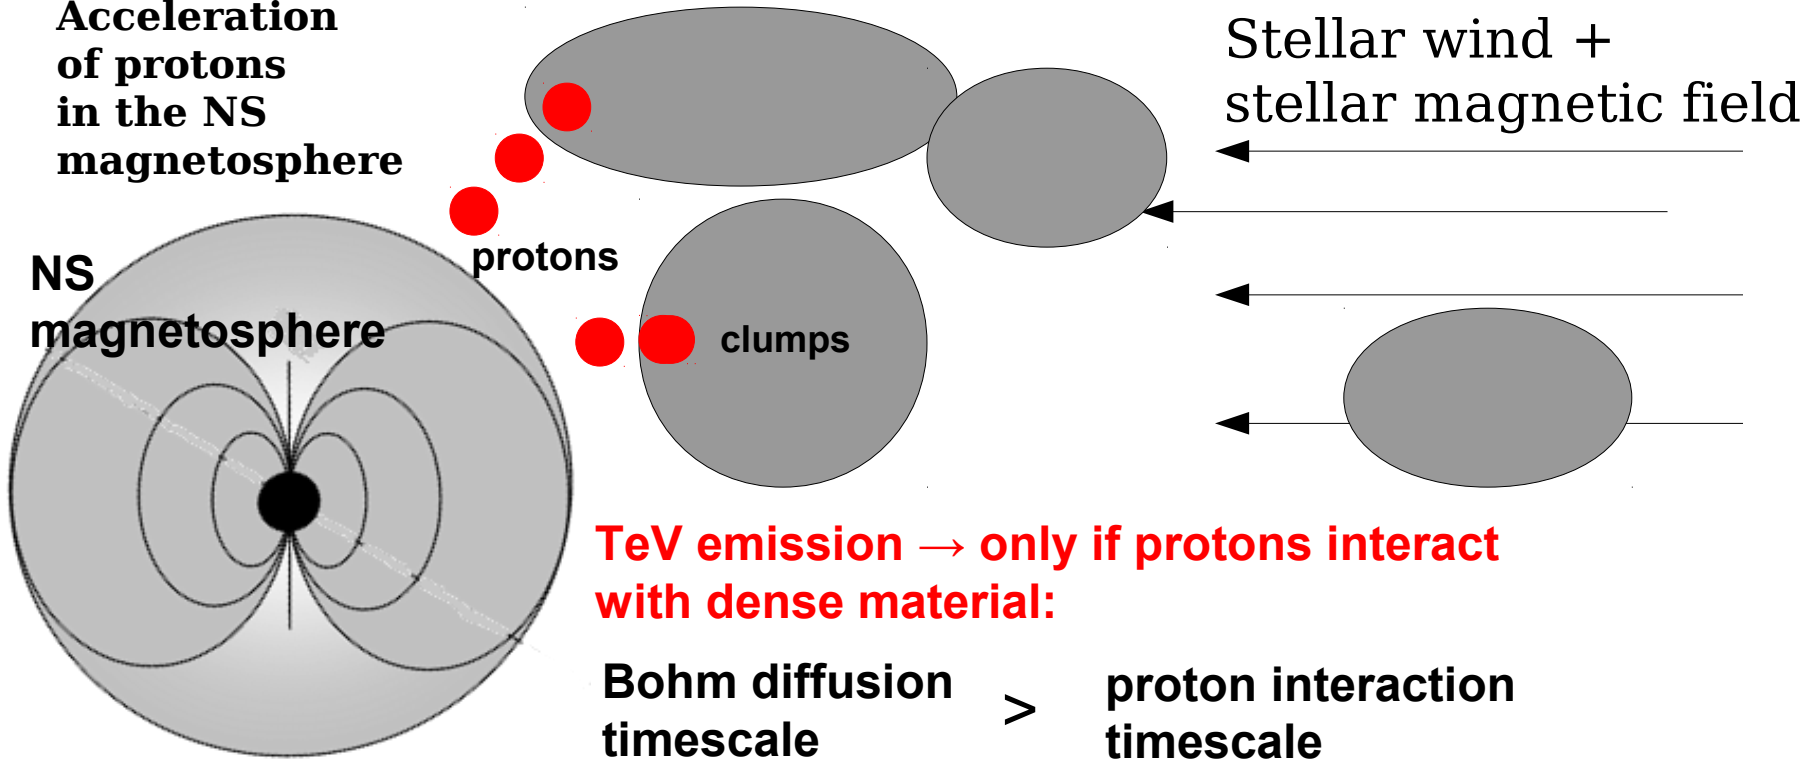 Acceleration
of protons
in the NS
magnetosphere
Stellar wind +
stellar magnetic field
NS
magnetosphere
protons
clumps
TeV emission → only if protons interact
with dense material:
Bohm diffusion
timescale
>
proton interaction
timescale